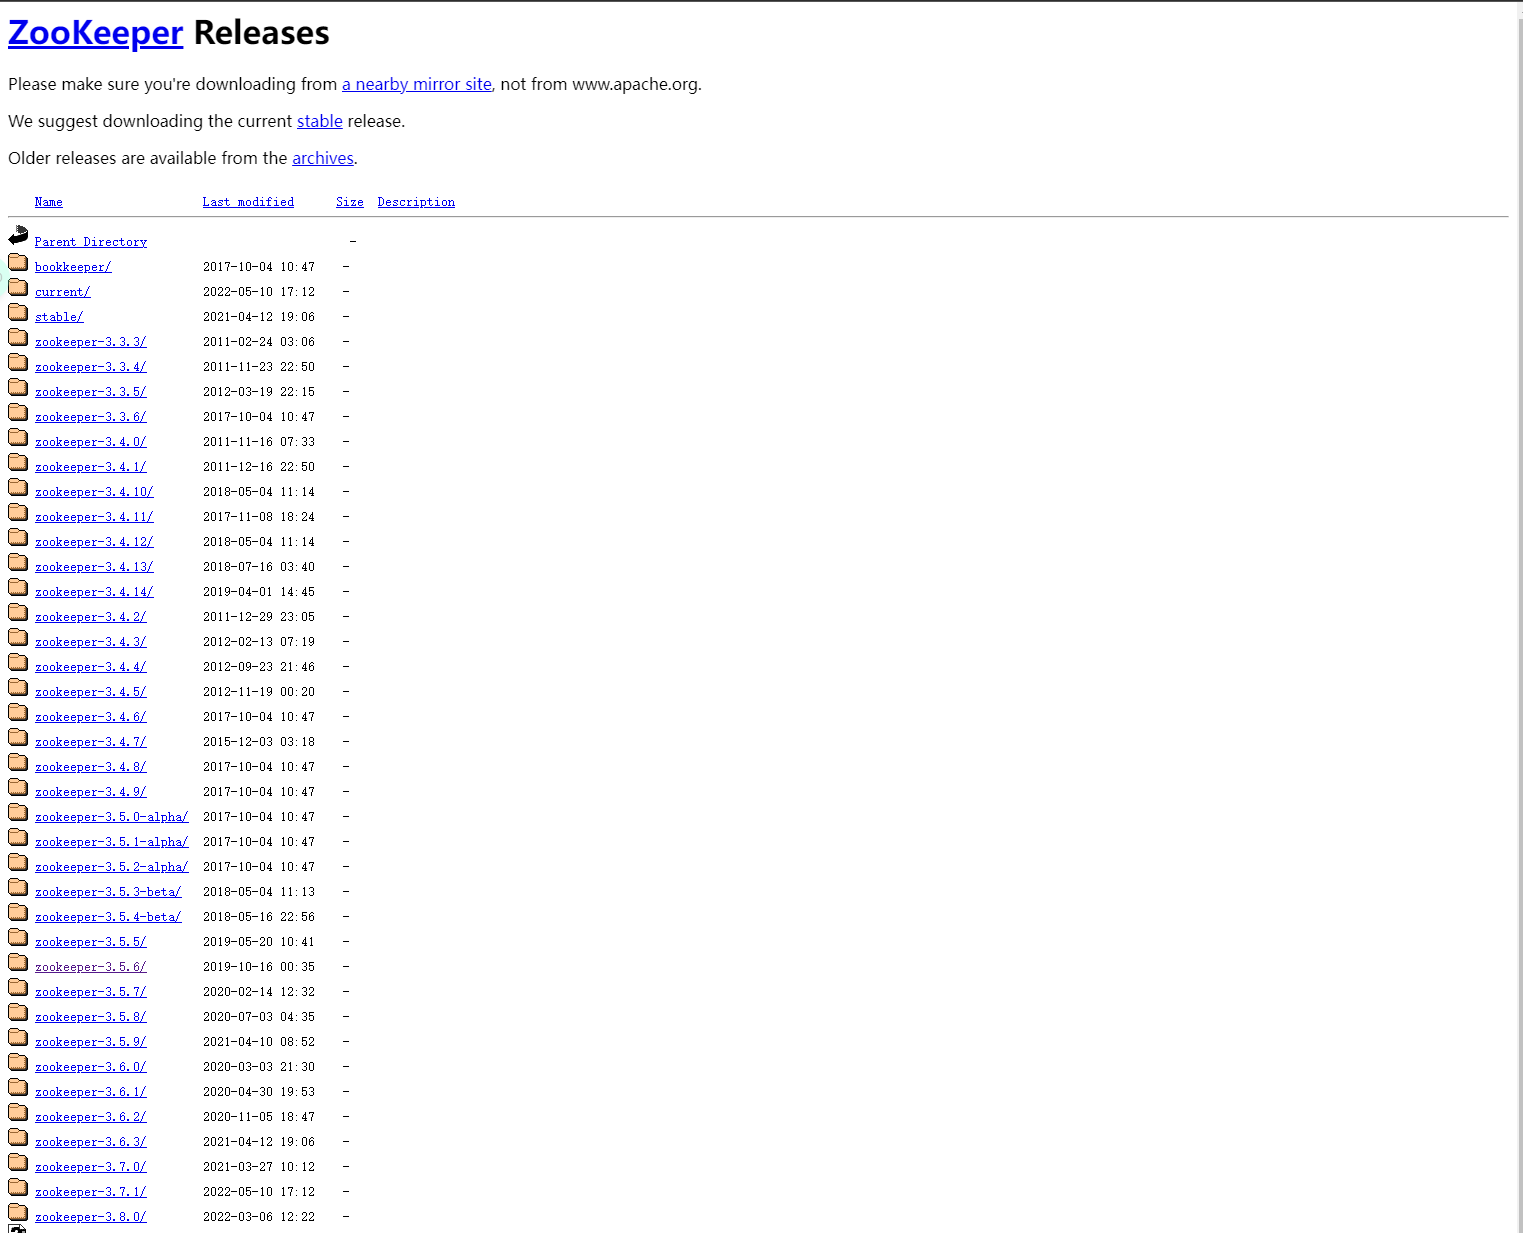 ZooKeeper Releases
Please make sure you're downloading from a nearby mirror site, not from www.apache.org.
We suggest downloading the current stable release.
Older releases are available from the archives.
Name Last modified Size Description
Parent Directory -
bookkeeper/ 2017-10-04 10:47 -
current/ 2022-05-10 17:12 -
stable/ 2021-04-12 19:06 -
zookeeper-3.3.3/ 2011-02-24 03:06 -
zookeeper-3.3.4/ 2011-11-23 22:50 -
zookeeper-3.3.5/ 2012-03-19 22:15 -
zookeeper-3.3.6/ 2017-10-04 10:47 -
zookeeper-3.4.0/ 2011-11-16 07:33 -
zookeeper-3.4.1/ 2011-12-16 22:50 -
zookeeper-3.4.10/ 2018-05-04 11:14 -
zookeeper-3.4.11/ 2017-11-08 18:24 -
zookeeper-3.4.12/ 2018-05-04 11:14 -
zookeeper-3.4.13/ 2018-07-16 03:40 -
zookeeper-3.4.14/ 2019-04-01 14:45 -
zookeeper-3.4.2/ 2011-12-29 23:05 -
zookeeper-3.4.3/ 2012-02-13 07:19 -
zookeeper-3.4.4/ 2012-09-23 21:46 -
zookeeper-3.4.5/ 2012-11-19 00:20 -
zookeeper-3.4.6/ 2017-10-04 10:47 -
zookeeper-3.4.7/ 2015-12-03 03:18 -
zookeeper-3.4.8/ 2017-10-04 10:47 -
zookeeper-3.4.9/ 2017-10-04 10:47 -
zookeeper-3.5.0-alpha/ 2017-10-04 10:47 -
zookeeper-3.5.1-alpha/ 2017-10-04 10:47 -
zookeeper-3.5.2-alpha/ 2017-10-04 10:47 -
zookeeper-3.5.3-beta/ 2018-05-04 11:13 -
zookeeper-3.5.4-beta/ 2018-05-16 22:56 -
zookeeper-3.5.5/ 2019-05-20 10:41 -
zookeeper-3.5.6/ 2019-10-16 00:35 -
zookeeper-3.5.7/ 2020-02-14 12:32 -
zookeeper-3.5.8/ 2020-07-03 04:35 -
zookeeper-3.5.9/ 2021-04-10 08:52 -
zookeeper-3.6.0/ 2020-03-03 21:30 -
zookeeper-3.6.1/ 2020-04-30 19:53 -
zookeeper-3.6.2/ 2020-11-05 18:47 -
zookeeper-3.6.3/ 2021-04-12 19:06 -
zookeeper-3.7.0/ 2021-03-27 10:12 -
zookeeper-3.7.1/ 2022-05-10 17:12 -
zookeeper-3.8.0/ 2022-03-06 12:22 -